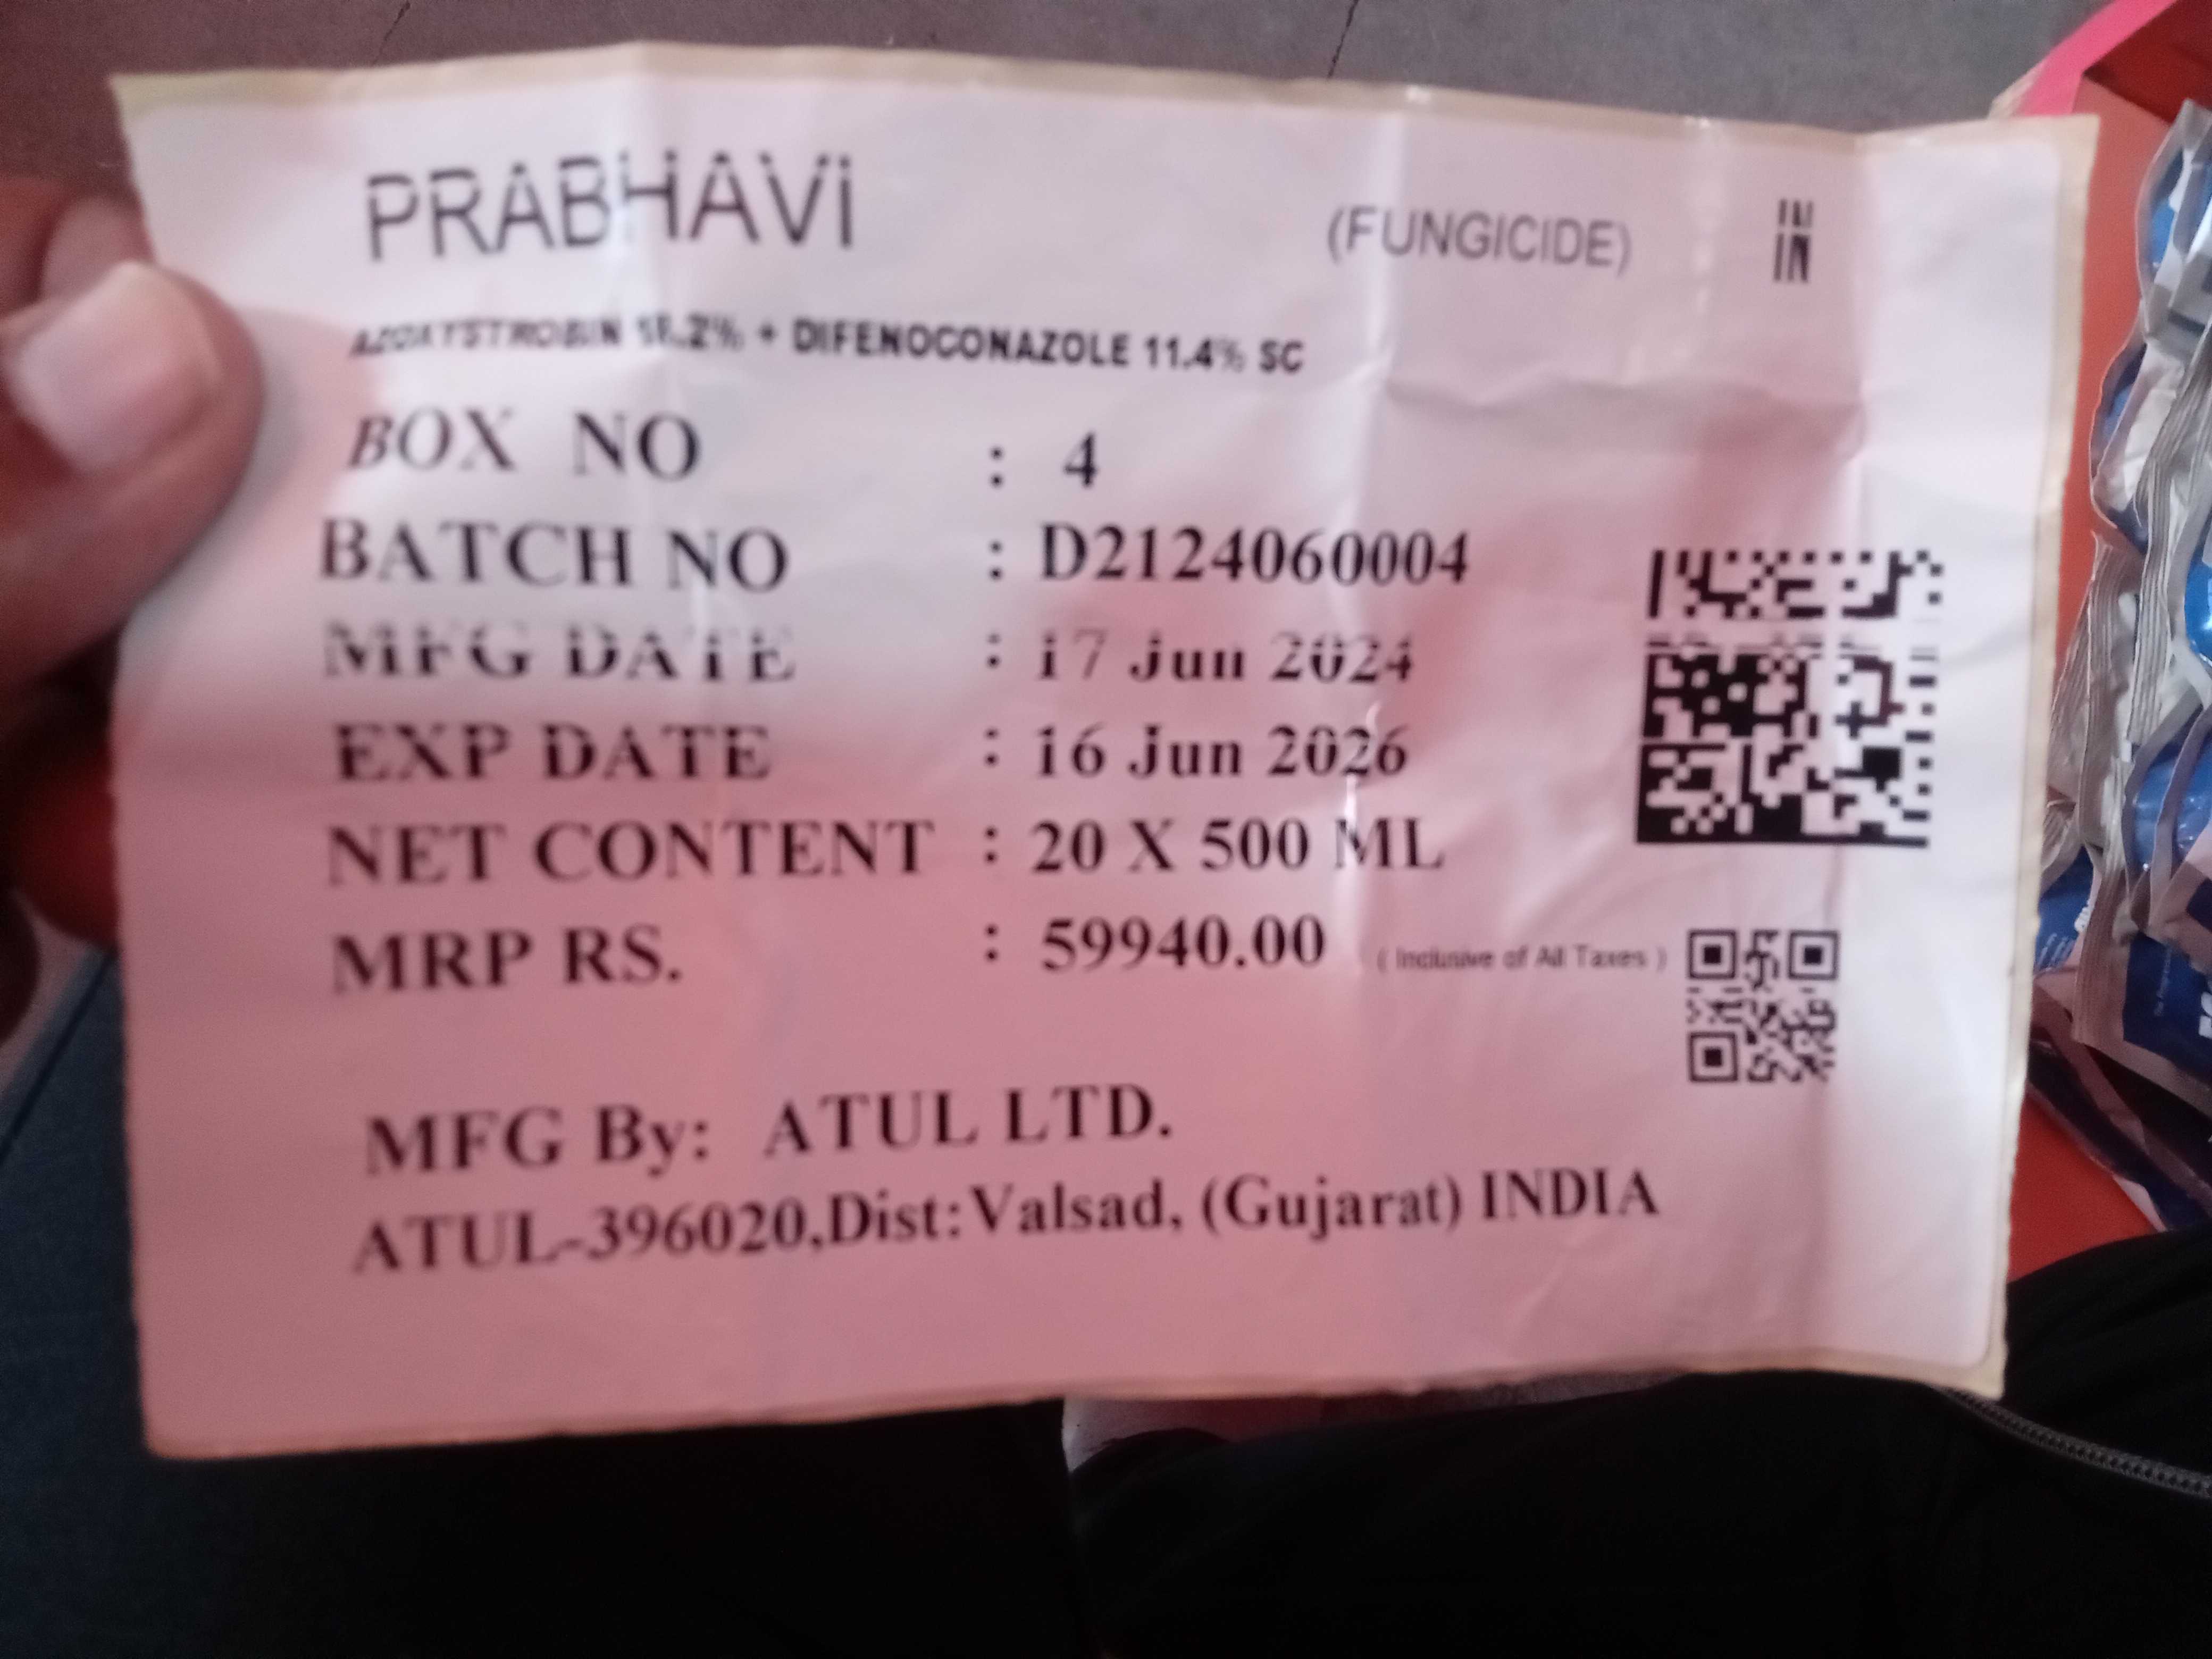 PRABHAVI (FUNGICIDE) IN
AZOXYSTROBIN 18.2% + DIFENOCONAZOLE 11.4% SC
BOX NO : 4
BATCH NO : D2124060004
MFG DATE : 17 Jun 2024
EXP DATE : 16 Jun 2026
NET CONTENT : 20 X 500 ML
MRP RS. : 59940.00 ( Inclusive of All Taxes )
MFG By: ATUL LTD.
ATUL-396020,Dist:Valsad, (Gujarat) INDIA